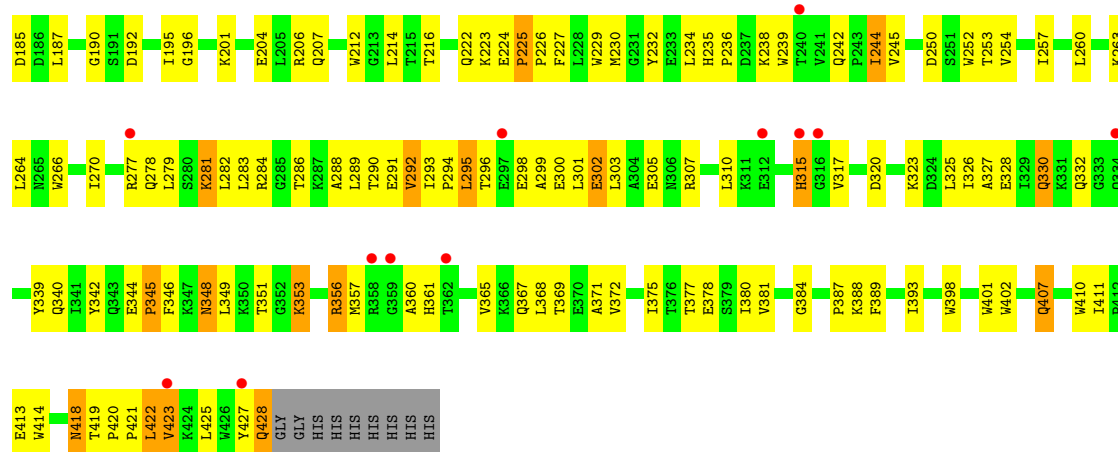 D185 D186 L187 G190 S191 D192 I195 G196 K201 E204 L205 R206 Q207 W212 G213 L214 T215 T216 Q222 K223 E224 P225 P226 F227 L228 W229 M230 G231 Y232 E233 L234 H235 P236 D237 K238 W239 T240 V241 Q242 P243 I244 V245 D250 S251 W252 T253 V254 I257 L260 K263
L264 N265 W266 I270 R277 Q278 L279 S280 K281 L282 L283 R284 G285 T286 K287 A288 L289 T290 E291 V292 I293 P294 L295 T296 E297 E298 A299 E300 L301 E302 L303 A304 E305 N306 R307 L310 K311 E312 H315 G316 V317 D320 K323 D324 L325 I326 A327 E328 I329 Q330 K331 Q332 G333 Q334
Y339 Q340 I341 Y342 Q343 E344 P345 F346 K347 N348 L349 K350 T351 G352 K353 R356 M357 R358 G359 A360 H361 T362 V365 K366 Q367 L368 T369 E370 A371 V372 I375 T376 T377 E378 S379 I380 V381 G384 P387 K388 F389 I393 W398 W401 W402 Q407 W410 I411 P412
E413 W414 N418 T419 P420 P421 L422 V423 K424 L425 W426 Y427 Q428 GLY GLY HIS HIS HIS HIS HIS HIS HIS